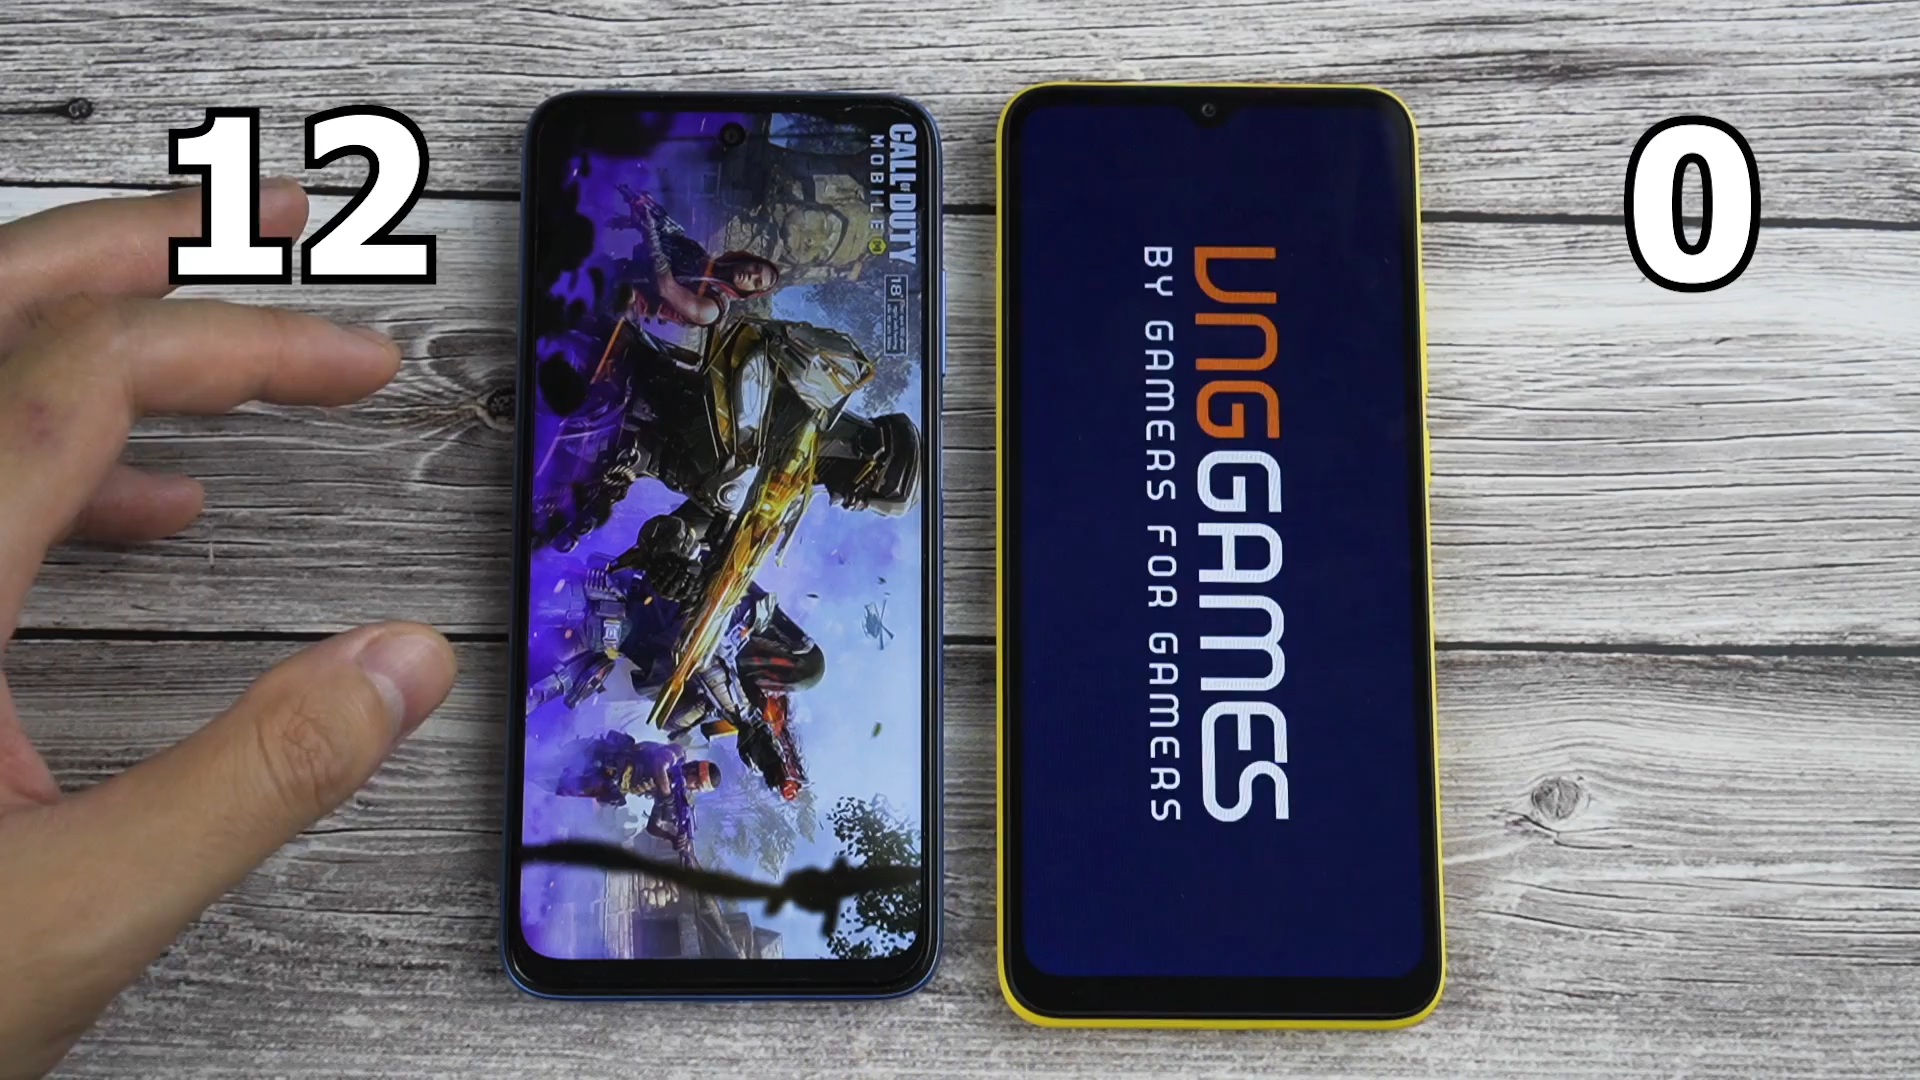 12
0
CALL OF DUTY
MOBILE
18+
VNGGAMES
BY GAMERS FOR GAMERS